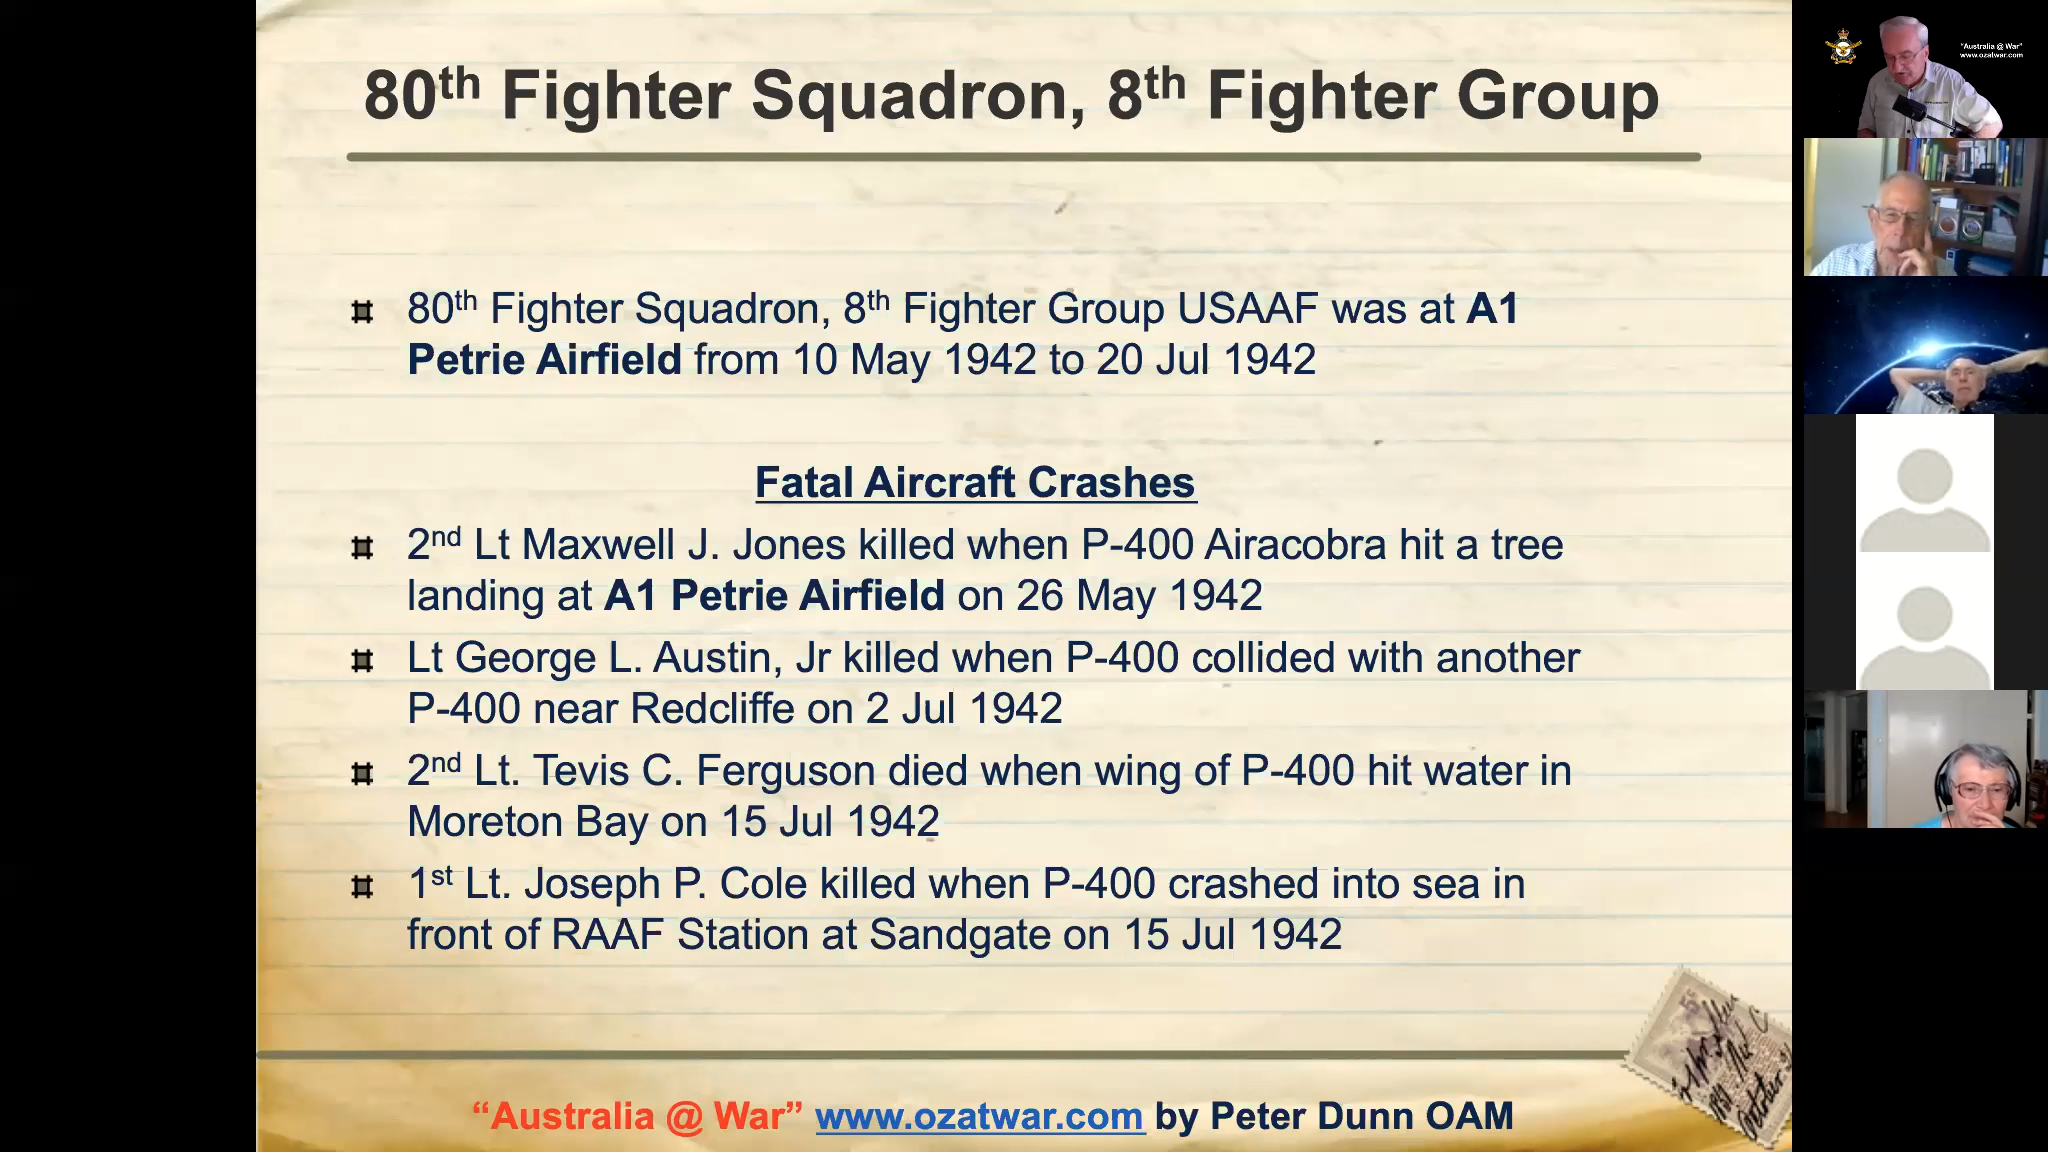 80th Fighter Squadron, 8th Fighter Group
80th Fighter Squadron, 8th Fighter Group USAAF was at A1
Petrie Airfield from 10 May 1942 to 20 Jul 1942
Fatal Aircraft Crashes
2nd Lt Maxwell J. Jones killed when P-400 Airacobra hit a tree
landing at A1 Petrie Airfield on 26 May 1942
Lt George L. Austin, Jr killed when P-400 collided with another
P-400 near Redcliffe on 2 Jul 1942
2nd Lt. Tevis C. Ferguson died when wing of P-400 hit water in
Moreton Bay on 15 Jul 1942
1st Lt. Joseph P. Cole killed when P-400 crashed into sea in
front of RAAF Station at Sandgate on 15 Jul 1942
“Australia @ War” www.ozatwar.com by Peter Dunn OAM
"Australia @ War"
www.ozatwar.com